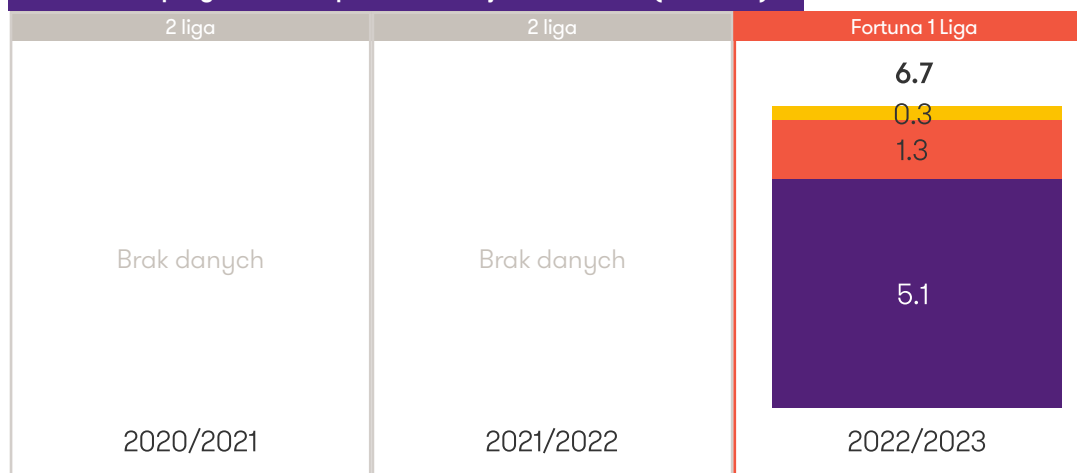 2 liga
2 liga
Fortuna 1 Liga
6.7
0.3
1.3
Brak danych
Brak danych
5.1
2020/2021
2021/2022
2022/2023